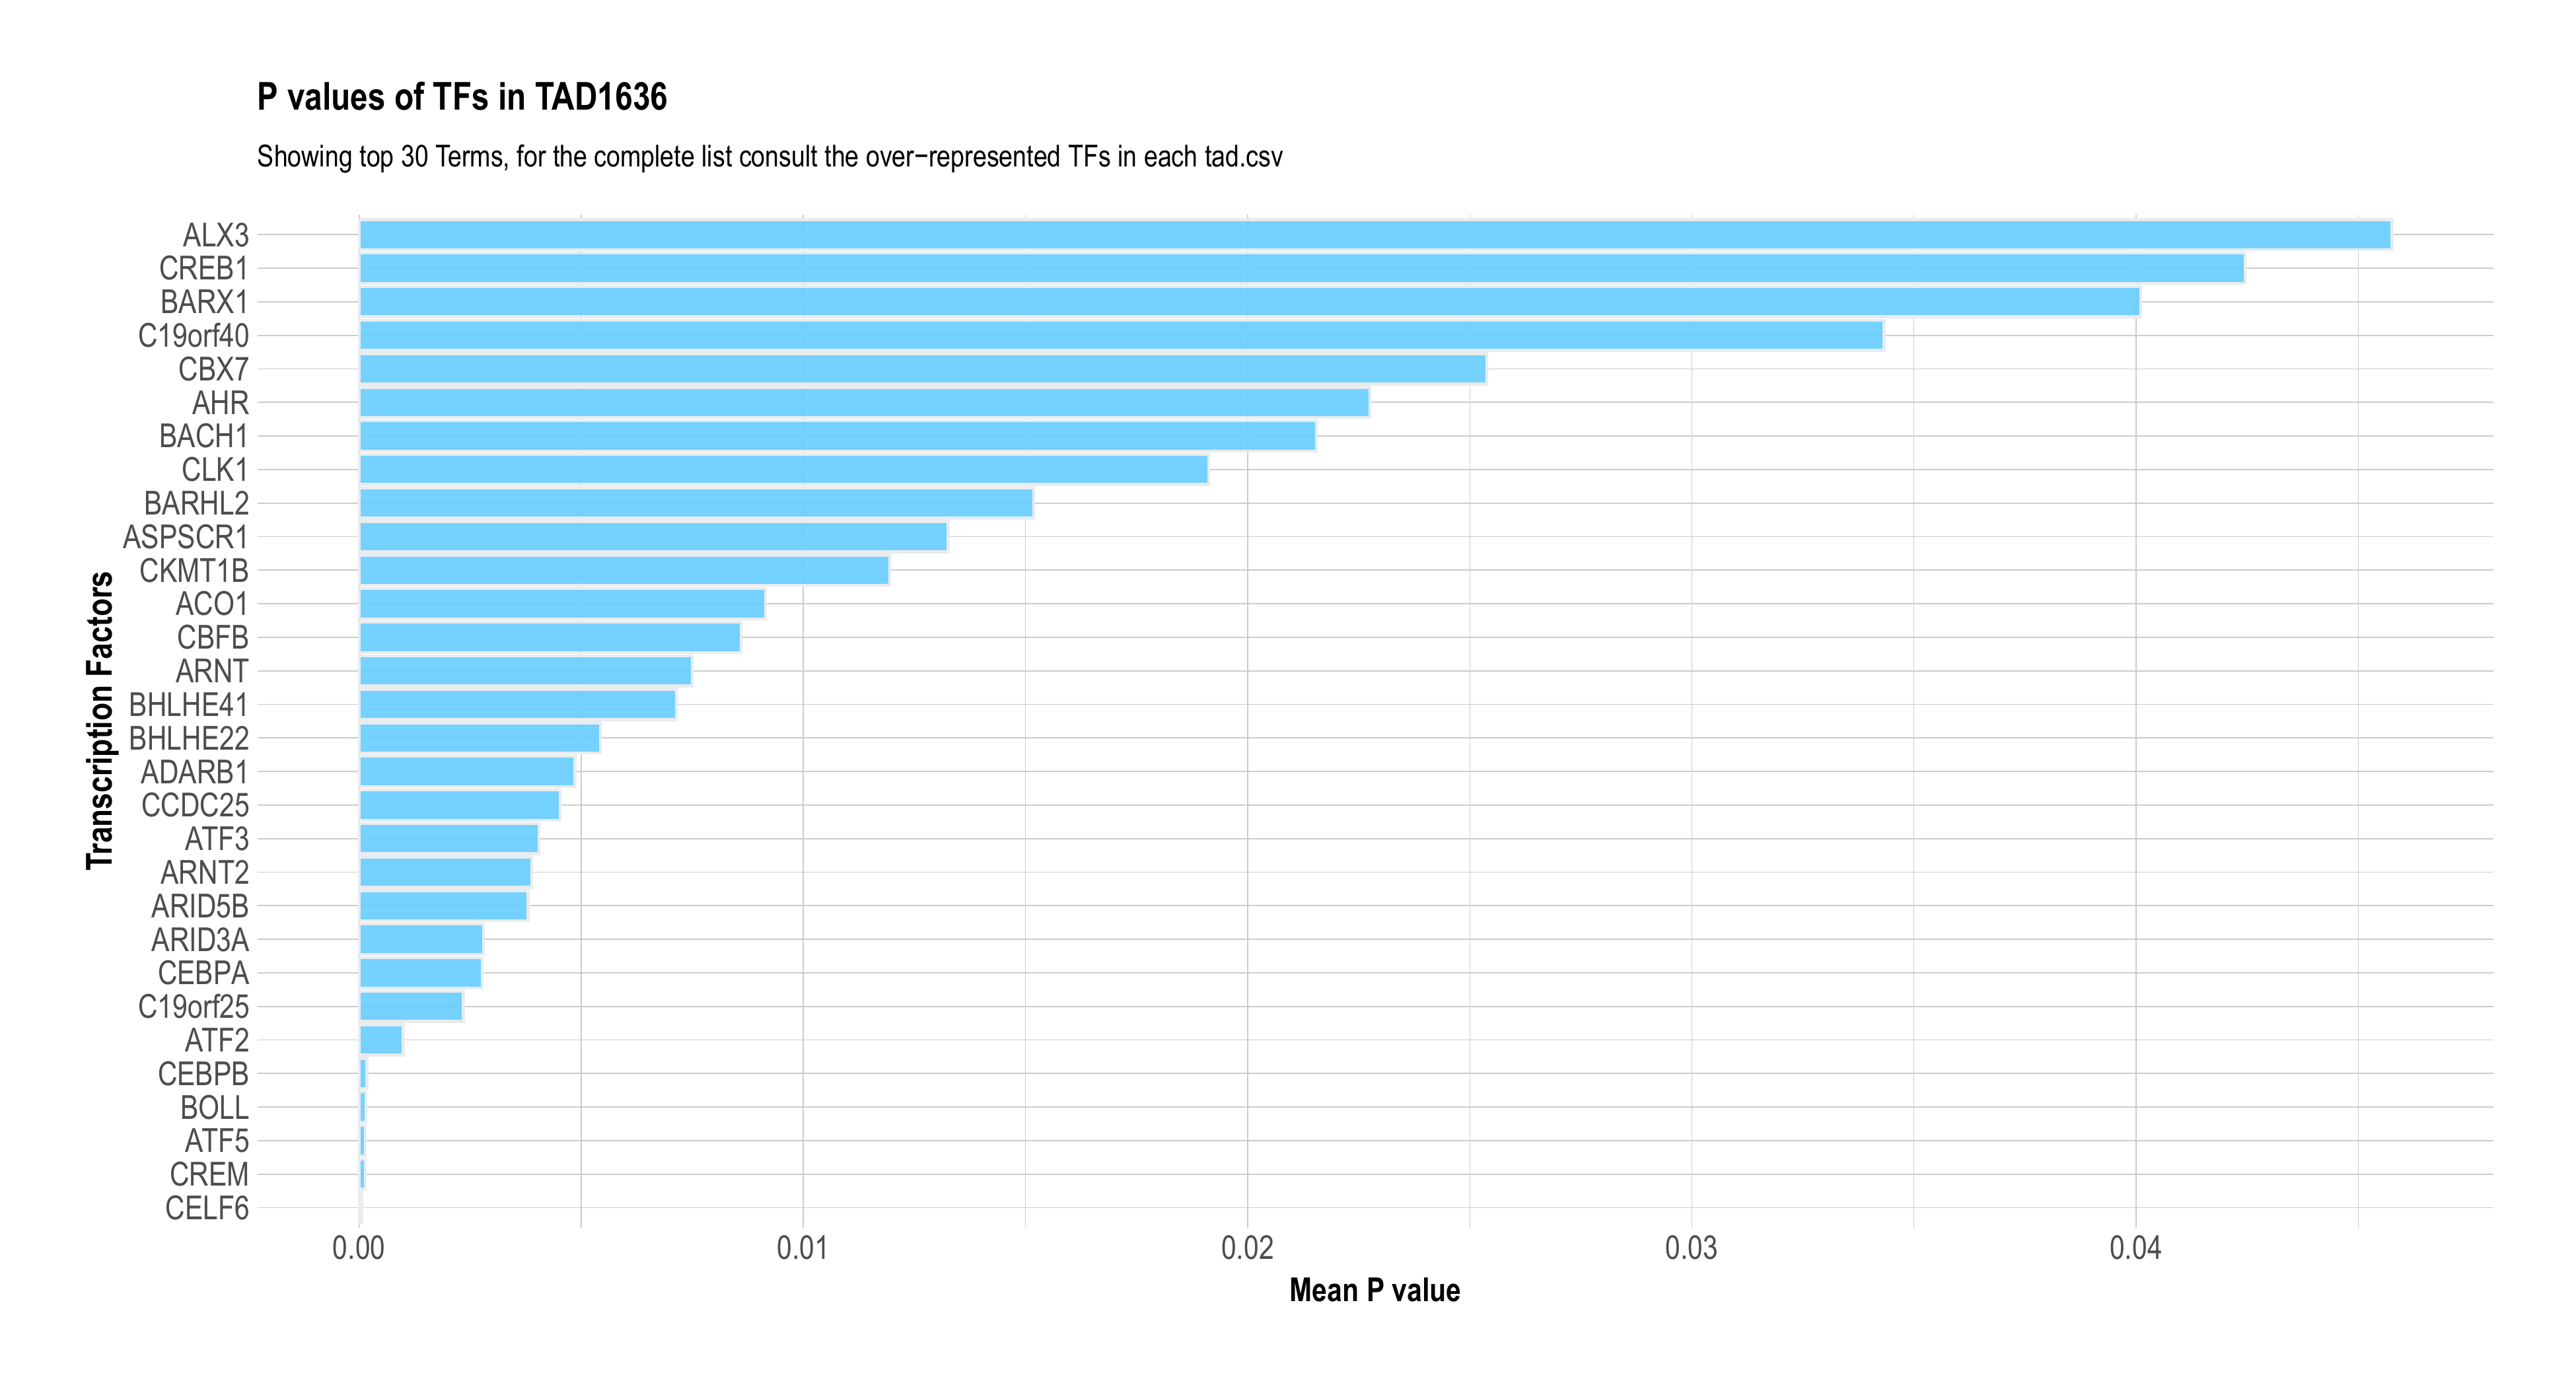 P values of TFs in TAD1636
Showing top 30 Terms, for the complete list consult the over−represented TFs in each tad.csv
Transcription Factors
ALX3
CREB1
BARX1
C19orf40
CBX7
AHR
BACH1
CLK1
BARHL2
ASPSCR1
CKMT1B
ACO1
CBFB
ARNT
BHLHE41
BHLHE22
ADARB1
CCDC25
ATF3
ARNT2
ARID5B
ARID3A
CEBPA
C19orf25
ATF2
CEBPB
BOLL
ATF5
CREM
CELF6
0.00 0.01 0.02 0.03 0.04
Mean P value